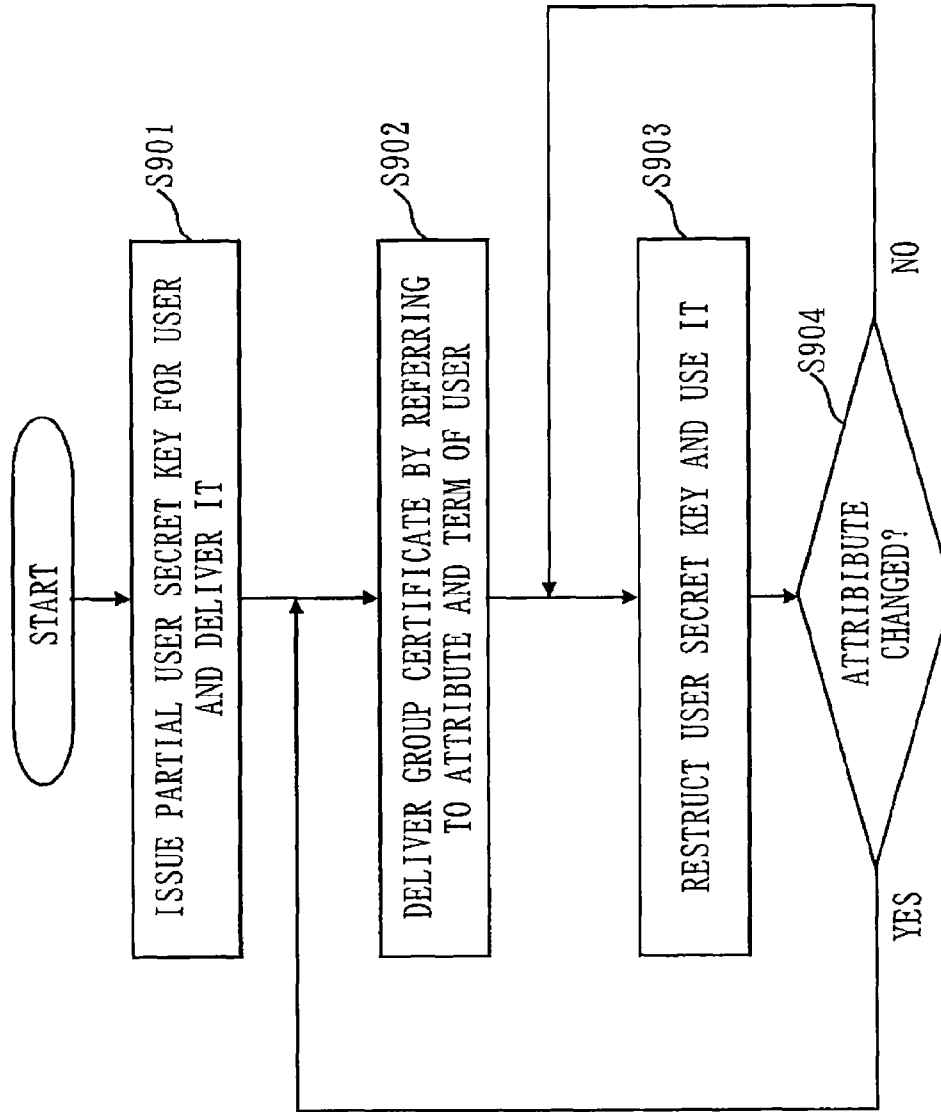 START
S901
ISSUE PARTIAL USER SECRET KEY FOR USER
AND DELIVER IT
S902
DELIVER GROUP CERTIFICATE BY REFERRING
TO ATTRIBUTE AND TERM OF USER
S903
RESTRUCT USER SECRET KEY AND USE IT
S904
ATTRIBIBUTE
CHANGED?
YES
NO